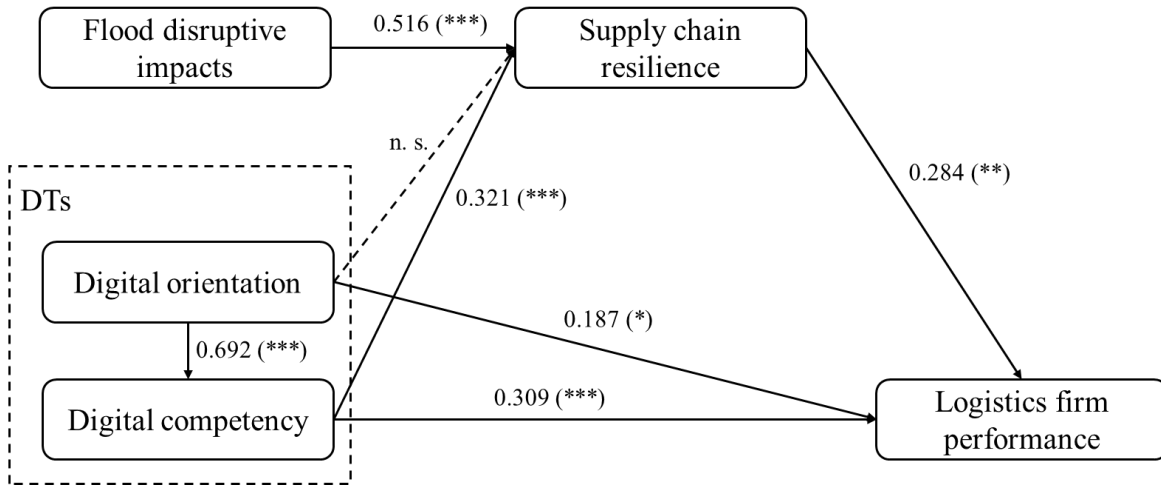 Flood disruptive
impacts
0.516 (***)
Supply chain
resilience
n. s.
0.321 (***)
0.284 (**)
DTs
Digital orientation
0.187 (*)
0.692 (***)
Digital competency
0.309 (***)
Logistics firm
performance